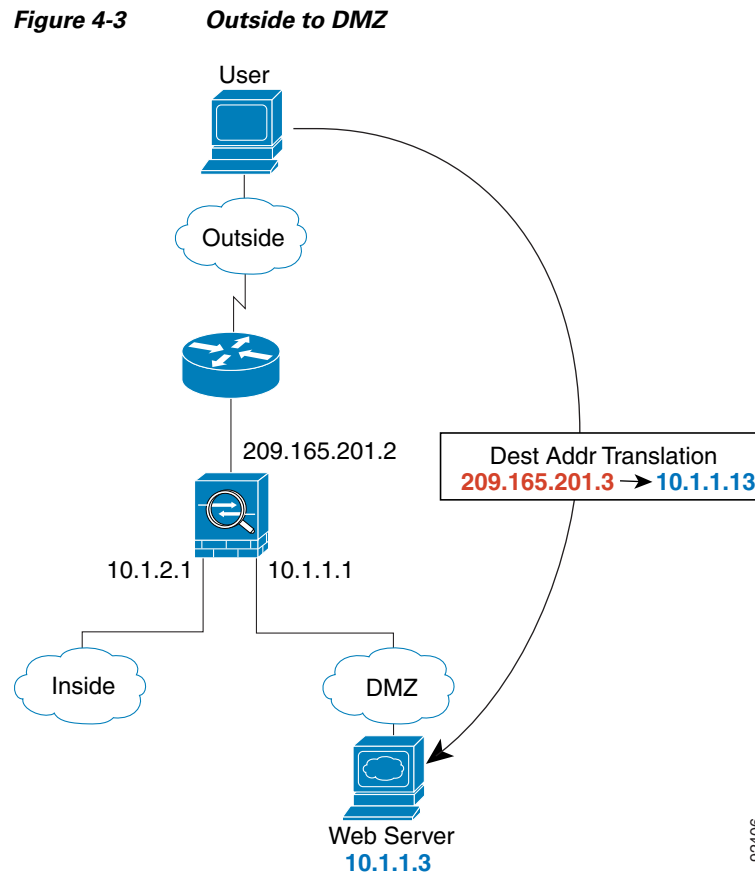 Figure 4-3 Outside to DMZ
User
Outside
209.165.201.2
Dest Addr Translation
209.165.201.3 → 10.1.1.13
10.1.2.1 10.1.1.1
Inside
DMZ
Web Server
10.1.1.3